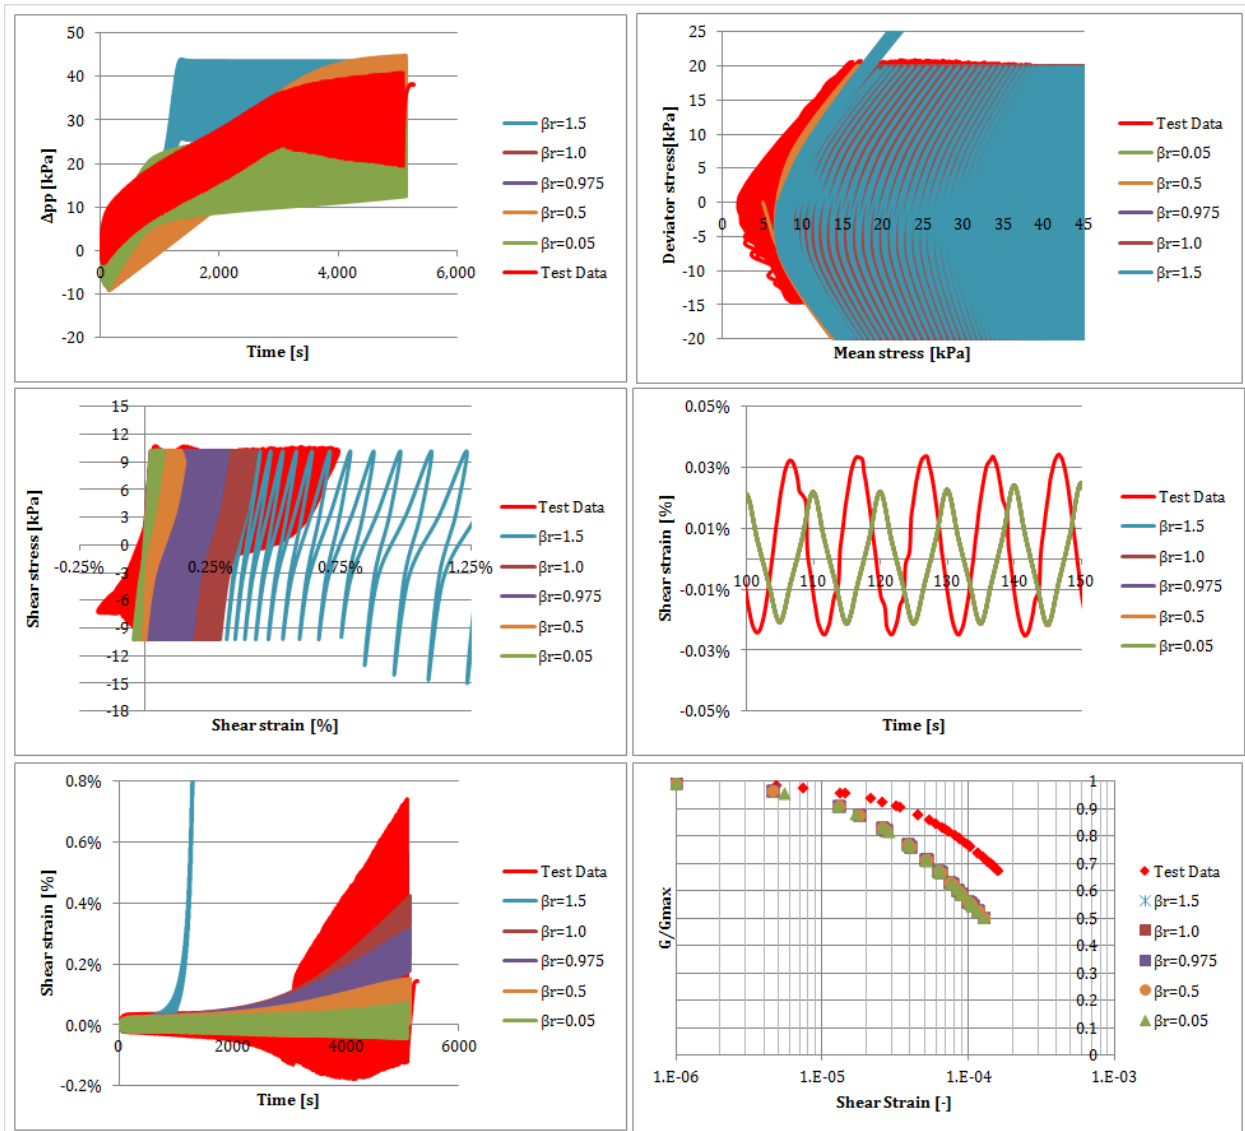 50
40
30
20
10
0
-10
-20
0
2,000
4,000
6,000
Δpp [kPa]
Time [s]
βr=1.5
βr=1.0
βr=0.975
βr=0.5
βr=0.05
Test Data
25
20
15
10
5
0
-5
-10
-15
-20
0 5 10 15 20 25 30 35 40 45
Deviator stress[kPa]
Mean stress [kPa]
Test Data
βr=0.05
βr=0.5
βr=0.975
βr=1.0
βr=1.5
15
12
9
6
3
0
-3
-6
-9
-12
-15
-18
-0.25% 0.25% 0.75% 1.25%
Shear stress [kPa]
Shear strain [%]
Test Data
βr=1.5
βr=1.0
βr=0.975
βr=0.5
βr=0.05
0.05%
0.03%
0.01%
-0.01%
-0.03%
-0.05%
100 110 120 130 140 150
Shear strain [%]
Time [s]
Test Data
βr=1.5
βr=1.0
βr=0.975
βr=0.5
βr=0.05
0.8%
0.6%
0.4%
0.2%
0.0%
-0.2%
0 2000 4000 6000
Shear strain [%]
Time [s]
Test Data
βr=1.5
βr=1.0
βr=0.975
βr=0.5
βr=0.05
1
0.9
0.8
0.7
0.6
0.5
0.4
0.3
0.2
0.1
0
1.E-06 1.E-05 1.E-04 1.E-03
G/Gmax
Shear Strain [-]
Test Data
βr=1.5
βr=1.0
βr=0.975
βr=0.5
βr=0.05